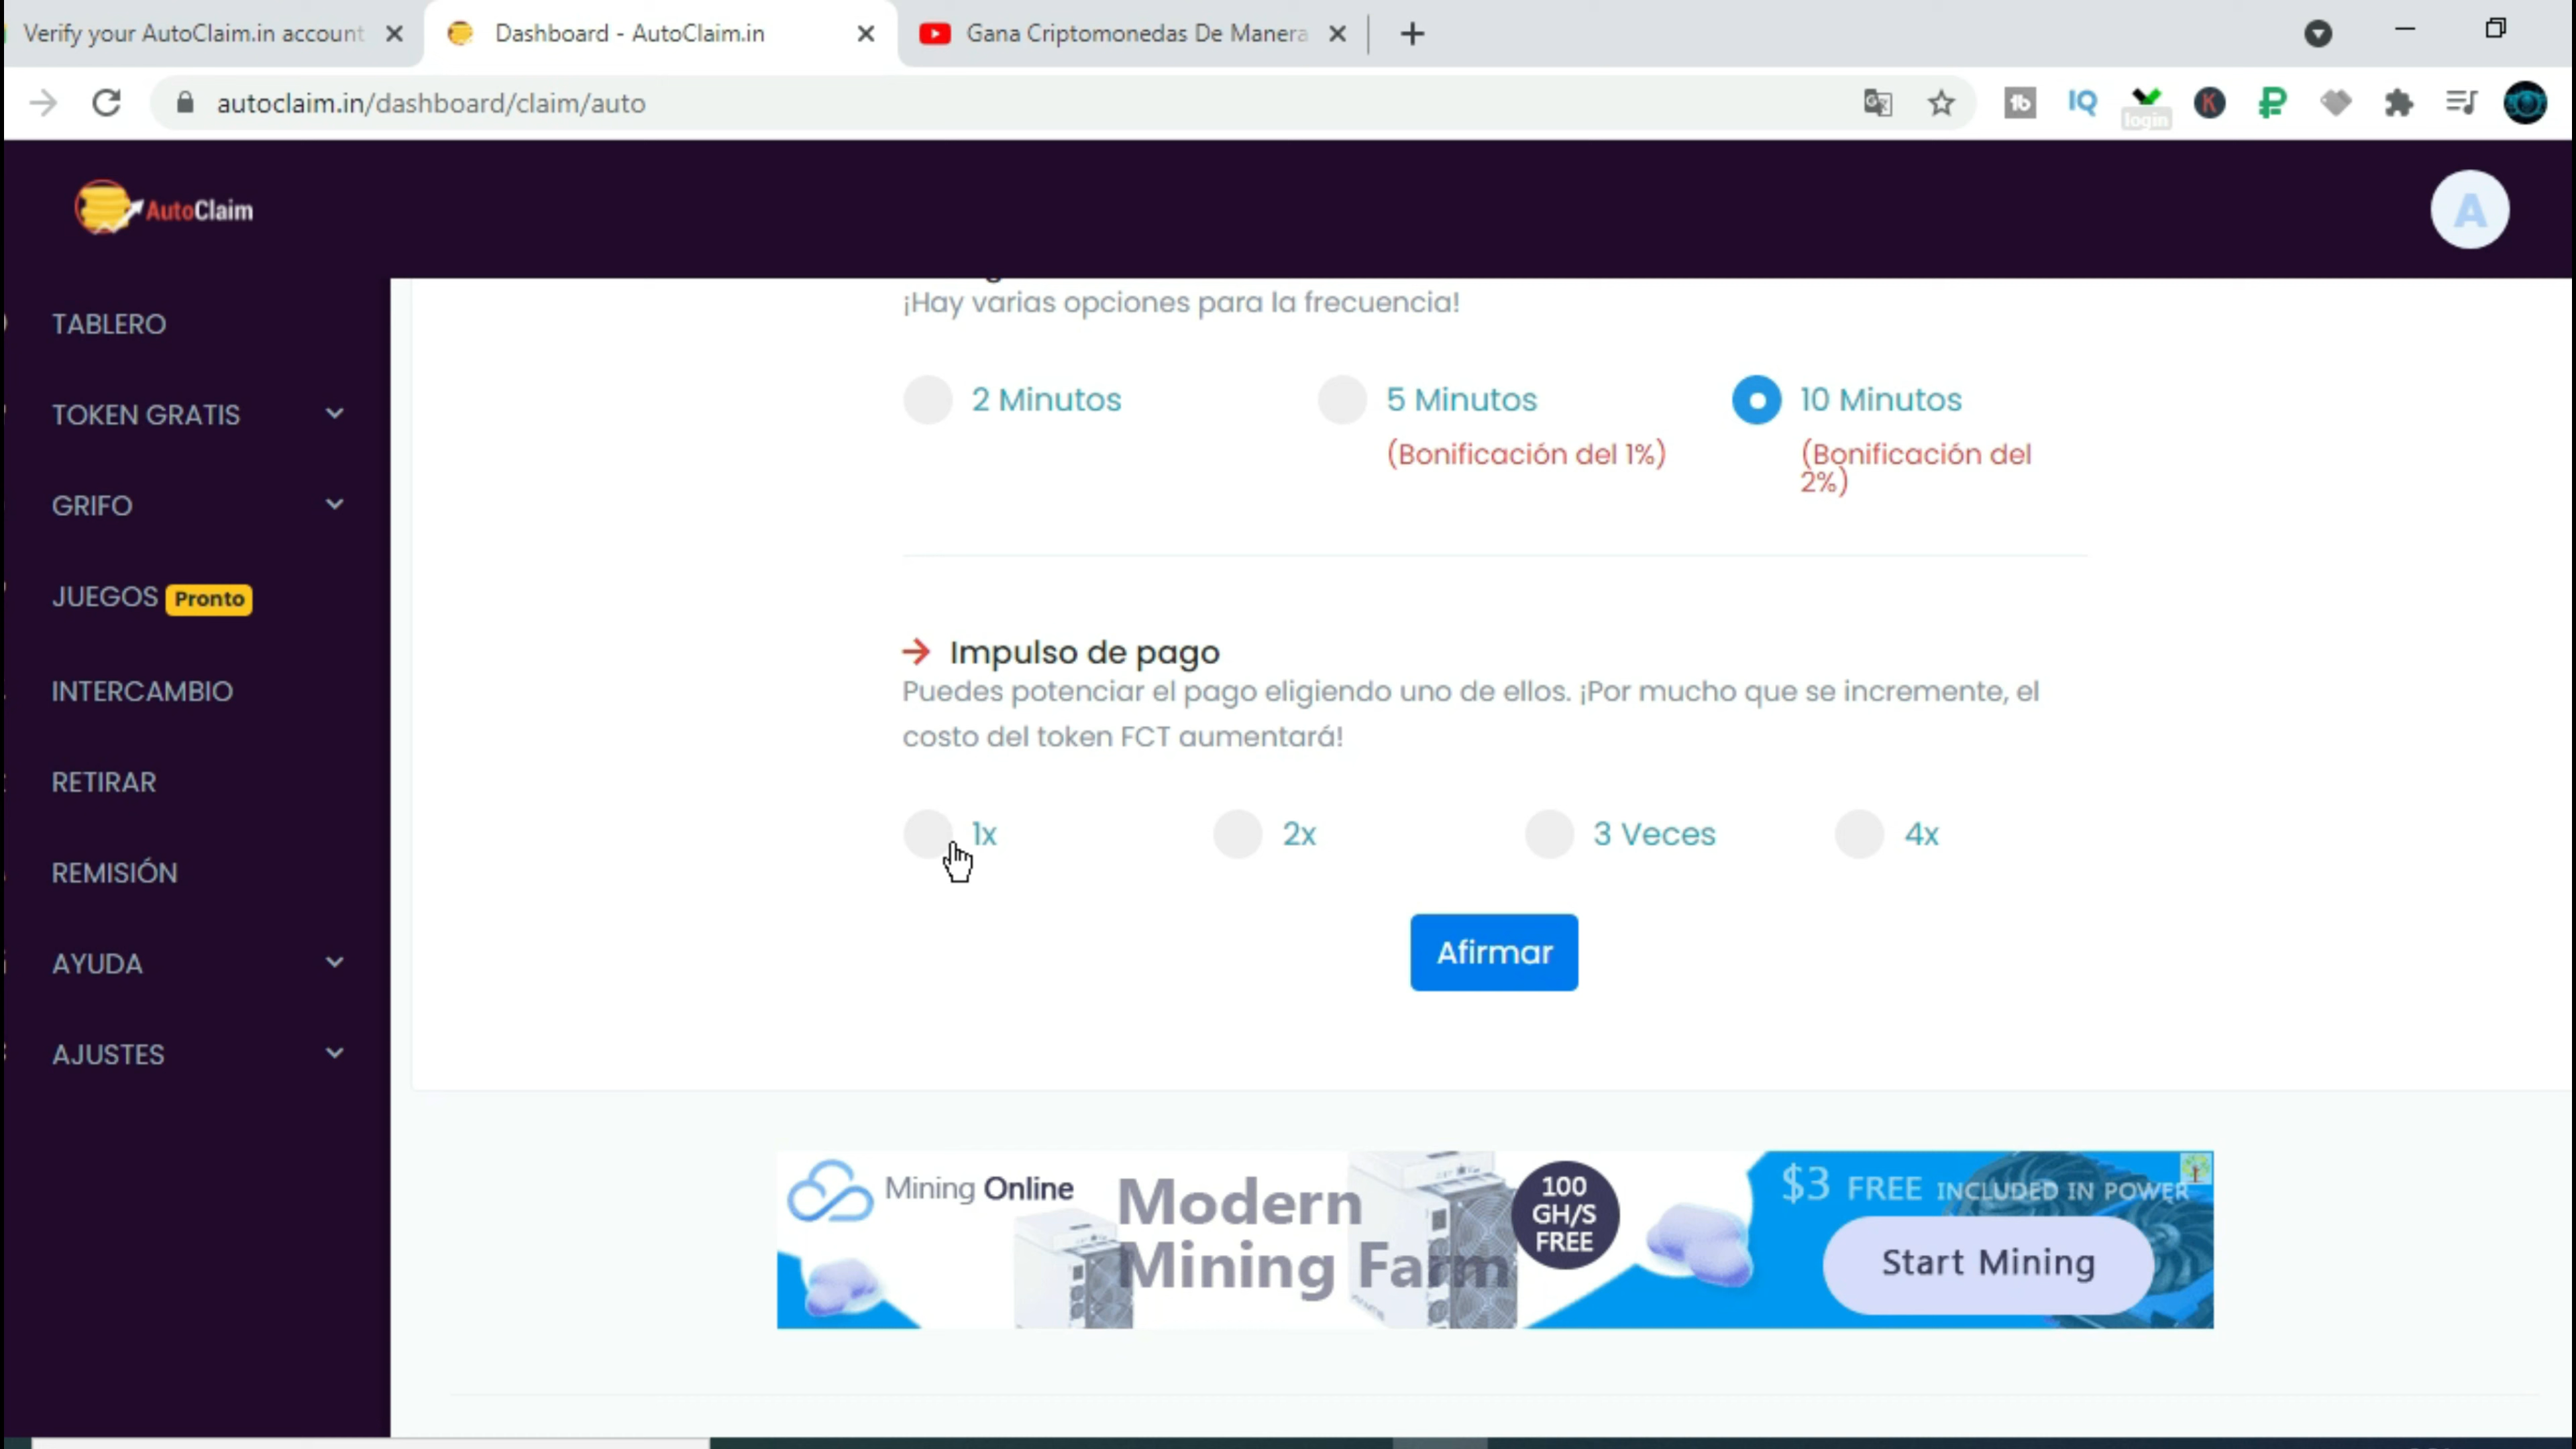 Verify your AutoClaim.in account
Dashboard - AutoClaim.in
Gana Criptomonedas De Manera
autoclaim.in/dashboard/claim/auto
tb
IQ
login
K
AutoClaim
A
TABLERO
TOKEN GRATIS
GRIFO
JUEGOS Pronto
INTERCAMBIO
RETIRAR
REMISIÓN
AYUDA
AJUSTES
¡Hay varias opciones para la frecuencia!
2 Minutos
5 Minutos
(Bonificación del 1%)
10 Minutos
(Bonificación del
2%)
Impulso de pago
Puedes potenciar el pago eligiendo uno de ellos. ¡Por mucho que se incremente, el
costo del token FCT aumentará!
1x
2x
3 Veces
4x
Afirmar
Mining Online
Modern
Mining Farm
100
GH/S
FREE
$3 FREE INCLUDED IN POWER
Start Mining